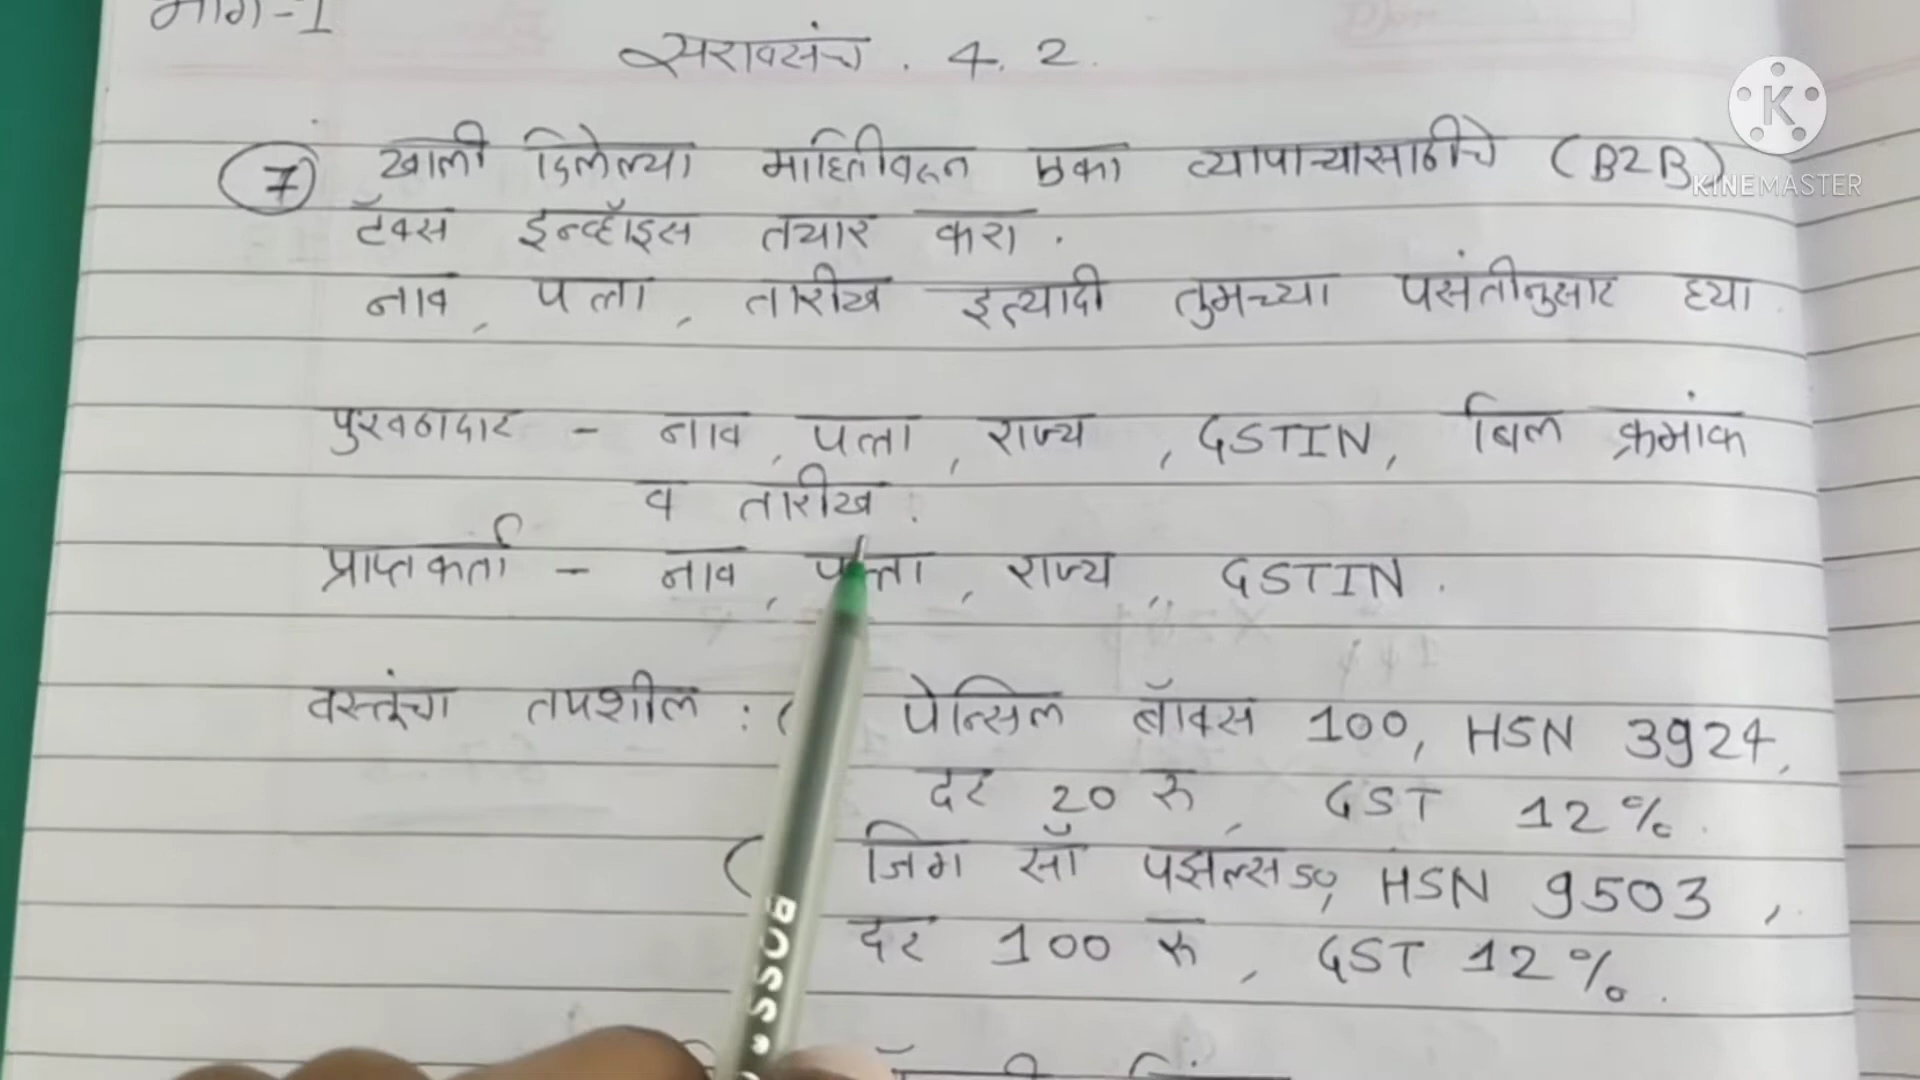 भाग-1
सरावसंच . 4. 2.
7) खाली दिलेल्या माहितीवरून एका व्यापाऱ्यासाठीचे (B2B)
टॅक्स इन्व्हॉइस तयार करा .
नाव, पत्ता, तारीख इत्यादी तुमच्या पसंतीनुसार घ्या
पुरवठादार - नाव, पत्ता, राज्य, GSTIN, बिल क्रमांक
व तारीख .
प्राप्तकर्ता - नाव, पत्ता, राज्य, GSTIN .
वस्तूंचा तपशील : ( पेन्सिल बॉक्स 100, HSN 3924,
दर 20 रु, GST 12%.
( जिग सॉ पझल्स 50, HSN 9503,
दर 100 रु, GST 12%.
KINEMASTER
BOSS